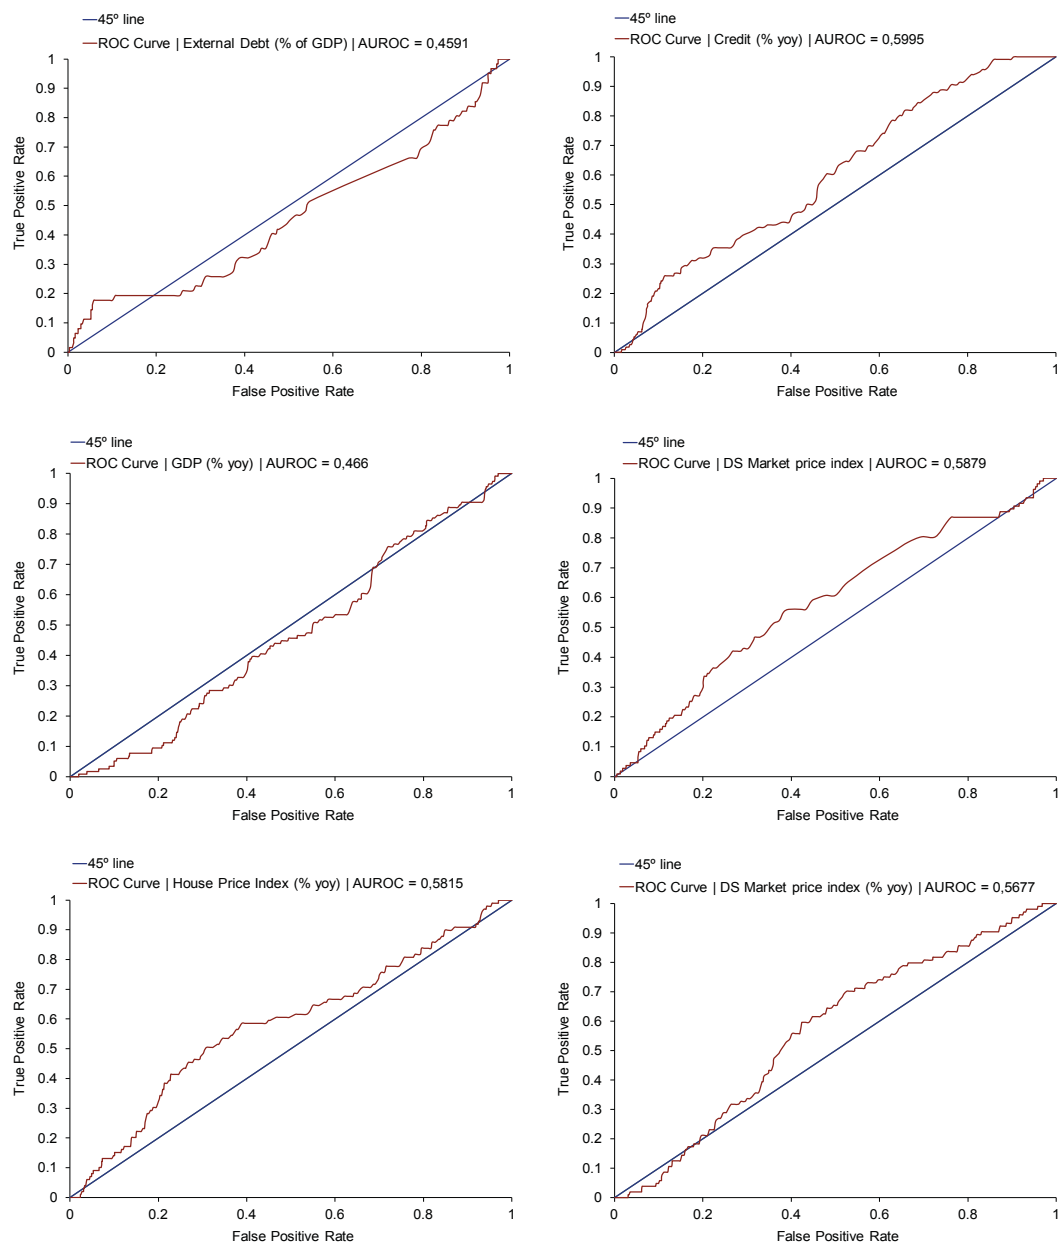 45º line
ROC Curve | External Debt (% of GDP) | AUROC = 0,4591
1
0.9
0.8
0.7
0.6
0.5
0.4
0.3
0.2
0.1
0
True Positive Rate
0 0.2 0.4 0.6 0.8 1
False Positive Rate
45º line
ROC Curve | Credit (% yoy) | AUROC = 0,5995
1
0.9
0.8
0.7
0.6
0.5
0.4
0.3
0.2
0.1
0
True Positive Rate
0 0.2 0.4 0.6 0.8 1
False Positive Rate
45º line
ROC Curve | GDP (% yoy) | AUROC = 0,466
1
0.9
0.8
0.7
0.6
0.5
0.4
0.3
0.2
0.1
0
True Positive Rate
0 0.2 0.4 0.6 0.8 1
False Positive Rate
45º line
ROC Curve | DS Market price index | AUROC = 0,5879
1
0.9
0.8
0.7
0.6
0.5
0.4
0.3
0.2
0.1
0
True Positive Rate
0 0.2 0.4 0.6 0.8 1
False Positive Rate
45º line
ROC Curve | House Price Index (% yoy) | AUROC = 0,5815
1
0.9
0.8
0.7
0.6
0.5
0.4
0.3
0.2
0.1
0
True Positive Rate
0 0.2 0.4 0.6 0.8 1
False Positive Rate
45º line
ROC Curve | DS Market price index (% yoy) | AUROC = 0,5677
1
0.9
0.8
0.7
0.6
0.5
0.4
0.3
0.2
0.1
0
True Positive Rate
0 0.2 0.4 0.6 0.8 1
False Positive Rate